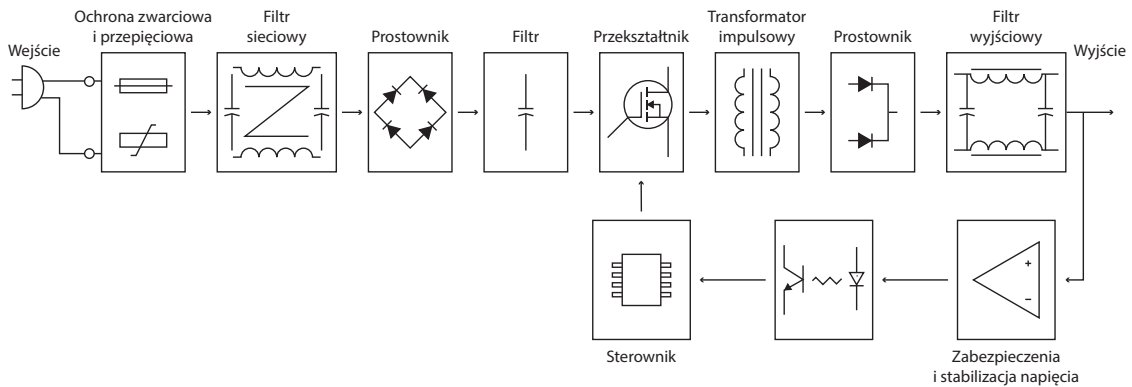 Wejście
Ochrona zwarciowa
i przepięciowa
Filtr
sieciowy
Prostownik
Filtr
Przekształtnik
Transformator
impulsowy
Prostownik
Filtr
wyjściowy
Wyjście
Sterownik
+
−
Zabezpieczenia
i stabilizacja napięcia